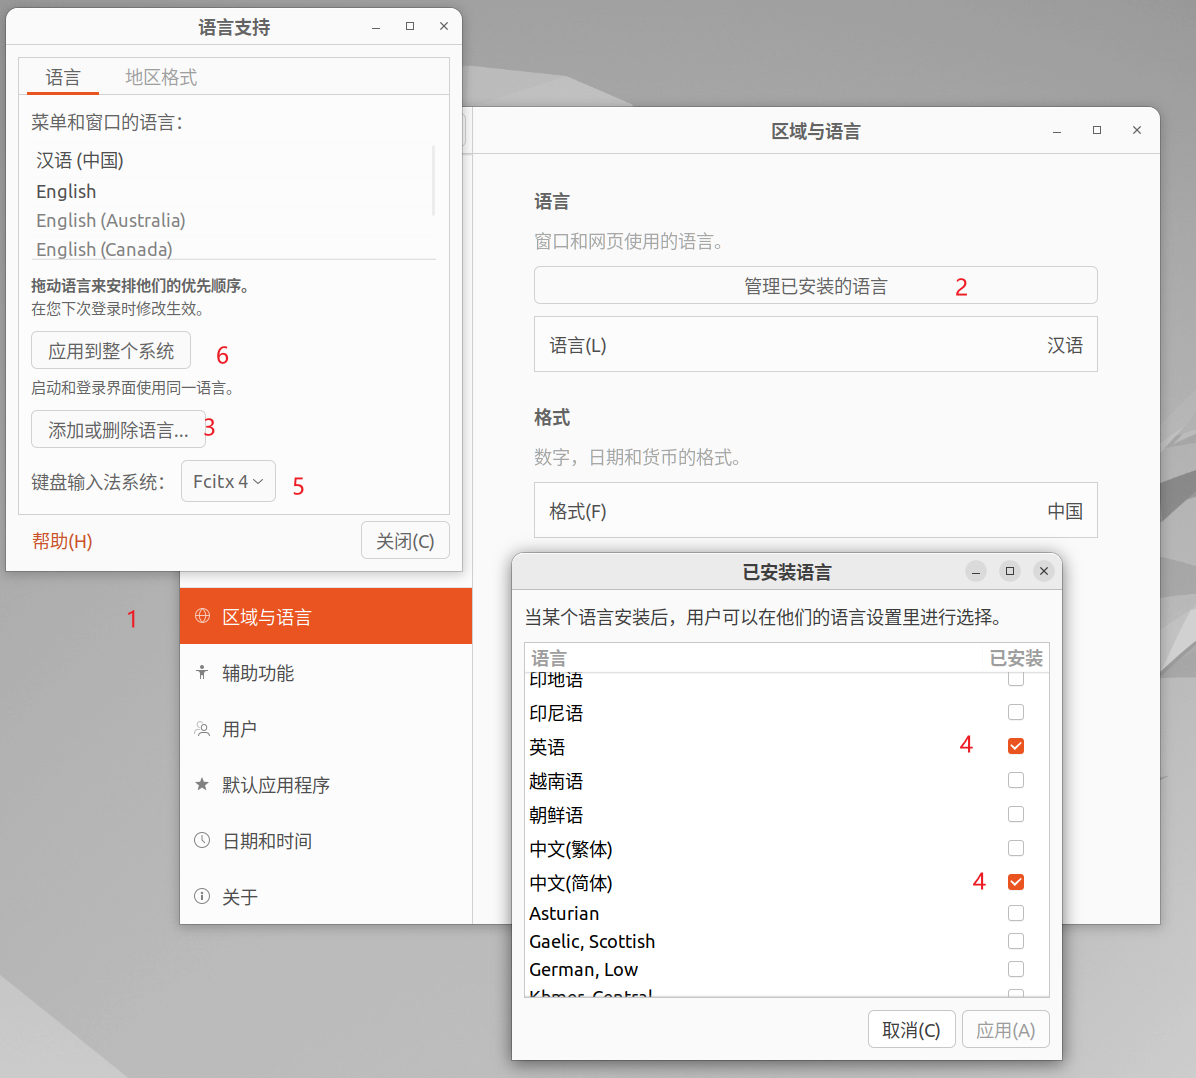 语言支持
语言 地区格式
菜单和窗口的语言：
汉语 (中国)
English
English (Australia)
English (Canada)
拖动语言来安排他们的优先顺序。
在您下次登录时修改生效。
应用到整个系统 6
启动和登录界面使用同一语言。
添加或删除语言... 3
键盘输入法系统： Fcitx 4 5
帮助(H) 关闭(C)
区域与语言
语言
窗口和网页使用的语言。
管理已安装的语言 2
语言(L) 汉语
格式
数字，日期和货币的格式。
格式(F) 中国
1 区域与语言
辅助功能
用户
默认应用程序
日期和时间
关于
已安装语言
当某个语言安装后，用户可以在他们的语言设置里进行选择。
语言 已安装
印地语
印尼语
英语 4
越南语
朝鲜语
中文(繁体)
中文(简体) 4
Asturian
Gaelic, Scottish
German, Low
Khmer, Central
取消(C) 应用(A)